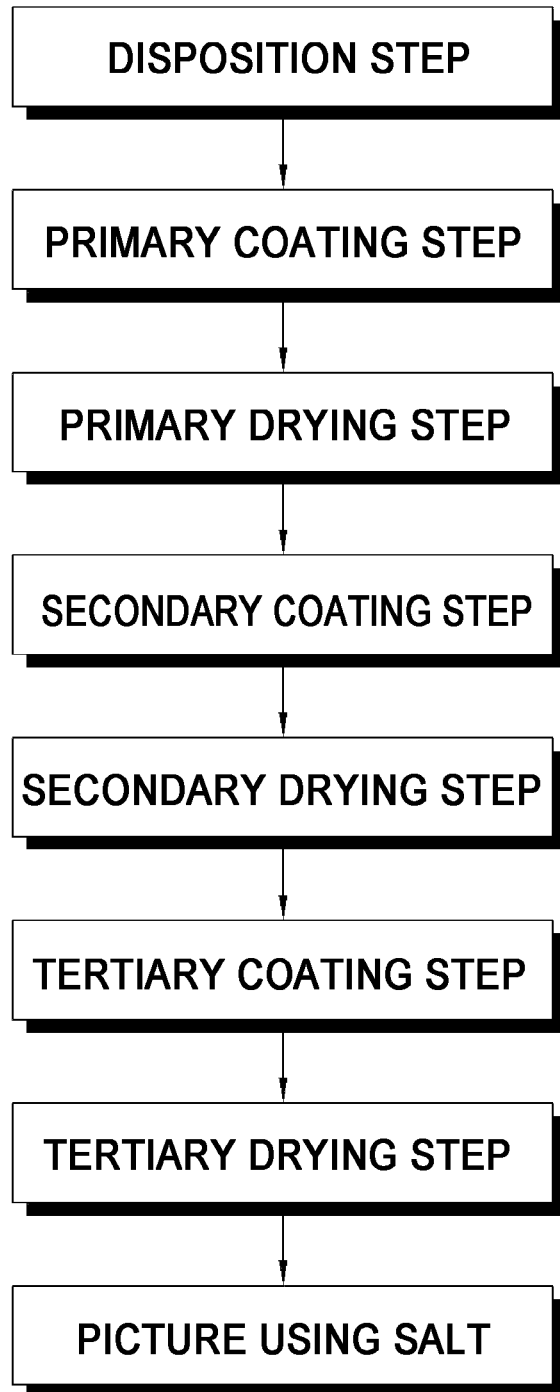 DISPOSITION STEP
PRIMARY COATING STEP
PRIMARY DRYING STEP
SECONDARY COATING STEP
SECONDARY DRYING STEP
TERTIARY COATING STEP
TERTIARY DRYING STEP
PICTURE USING SALT